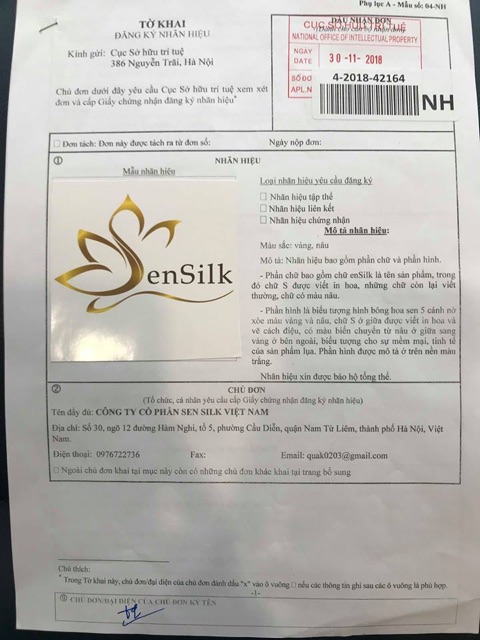 Phụ lục A - Mẫu số: 04-NH
TỜ KHAI
ĐĂNG KÝ NHÃN HIỆU
Kính gửi: Cục Sở hữu trí tuệ
386 Nguyễn Trãi, Hà Nội
Chủ đơn dưới đây yêu cầu Cục Sở hữu trí tuệ xem xét
đơn và cấp Giấy chứng nhận đăng ký nhãn hiệu*
DẤU NHẬN ĐƠN
(Dành cho cán bộ nhận đơn)
CỤC SỞ HỮU TRÍ TUỆ
NATIONAL OFFICE OF INTELLECTUAL PROPERTY
NGÀY
DATE
30 -11- 2018
SỐ ĐƠ
APL.N
4-2018-42164
NH
☐ Đơn tách: Đơn này được tách ra từ đơn số: Ngày nộp đơn:
① NHÃN HIỆU
Mẫu nhãn hiệu
SenSilk
Loại nhãn hiệu yêu cầu đăng ký
☐ Nhãn hiệu tập thể
☐ Nhãn hiệu liên kết
☐ Nhãn hiệu chứng nhận
Mô tả nhãn hiệu:
Màu sắc: vàng, nâu
Mô tả: Nhãn hiệu bao gồm phần chữ và phần hình.
- Phần chữ bao gồm chữ enSilk là tên sản phẩm, trong
đó chữ S được viết in hoa, những chữ còn lại viết
thường, chữ có màu nâu.
- Phần hình là biểu tượng hình bông hoa sen 5 cánh nở
xòe màu vàng và nâu, chữ S ở giữa được viết in hoa và
vẽ cách điệu, có màu biến chuyển từ nâu ở giữa sang
vàng ở bên ngoài, biểu tượng cho sự mềm mại, tinh tế
của sản phẩm lụa. Phần hình được mô tả ở trên nền màu
trắng.
Nhãn hiệu xin được bảo hộ tổng thể.
② CHỦ ĐƠN
(Tổ chức, cá nhân yêu cầu cấp Giấy chứng nhận đăng ký nhãn hiệu)
Tên đầy đủ: CÔNG TY CỔ PHẦN SEN SILK VIỆT NAM
Địa chỉ: Số 30, ngõ 12 đường Hàm Nghi, tổ 5, phường Cầu Diễn, quận Nam Từ Liêm, thành phố Hà Nội, Việt
Nam.
Điện thoại: 0976722736 Fax: Email: quak0203@gmail.com
☐ Ngoài chủ đơn khai tại mục này còn có những chủ đơn khác khai tại trang bổ sung
Chú thích:
* Trong Tờ khai này, chủ đơn/đại diện của chủ đơn đánh dấu "x" vào ô vuông ☐ nếu các thông tin ghi sau các ô vuông là phù hợp.
-1-
CHỦ ĐƠN/ĐẠI DIỆN CỦA CHỦ ĐƠN KÝ TÊN